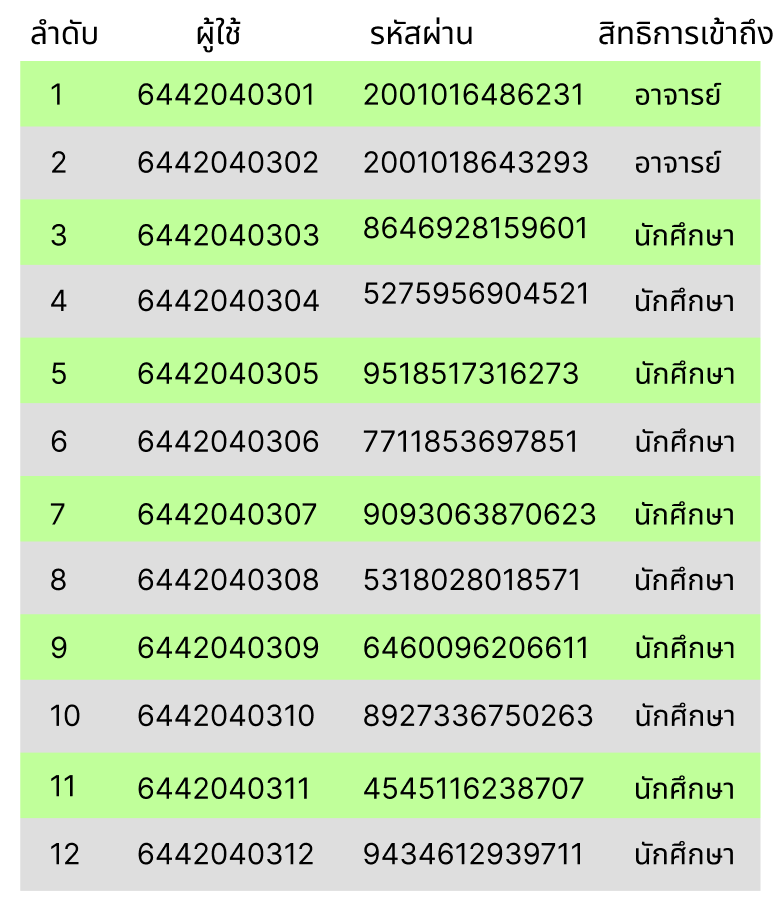 ลำดับ ผู้ใช้ รหัสผ่าน สิทธิการเข้าถึง
1 6442040301 2001016486231 อาจารย์
2 6442040302 2001018643293 อาจารย์
3 6442040303 8646928159601 นักศึกษา
4 6442040304 5275956904521 นักศึกษา
5 6442040305 9518517316273 นักศึกษา
6 6442040306 7711853697851 นักศึกษา
7 6442040307 9093063870623 นักศึกษา
8 6442040308 5318028018571 นักศึกษา
9 6442040309 6460096206611 นักศึกษา
10 6442040310 8927336750263 นักศึกษา
11 6442040311 4545116238707 นักศึกษา
12 6442040312 9434612939711 นักศึกษา